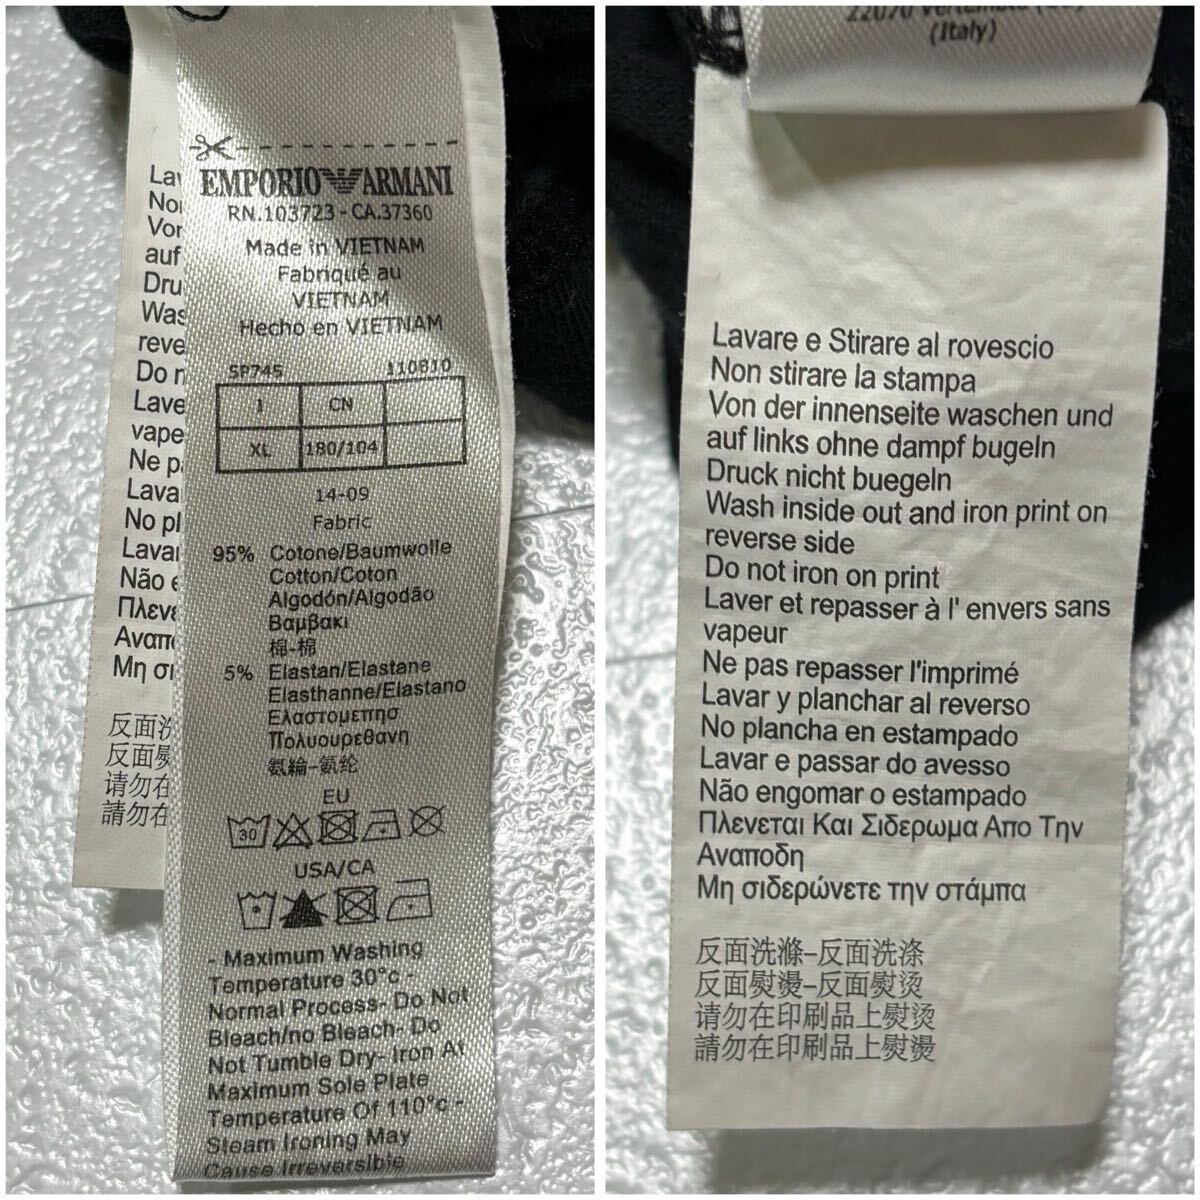 EMPORIO ARMANI
RN.103723 - CA.37360
Made in VIETNAM
Fabriqué au
VIETNAM
Hecho en VIETNAM
SP745 110810
1 CN
XL 180/104
14-09
Fabric
95% Cotone/Baumwolle
Cotton/Coton
Algodón/Algodão
Βαμβακι
棉-棉
5% Elastan/Elastane
Elasthanne/Elastano
Ελαστομεπησ
Πολυουρεθανη
氨綸-氨纶
EU
30
USA/CA
- Maximum Washing
Temperature 30°c -
Normal Process- Do Not
Bleach/no Bleach- Do
Not Tumble Dry- Iron At
Maximum Sole Plate
Temperature Of 110°c -
Steam Ironing May
Cause Irreversible
(Italy)
Lavare e Stirare al rovescio
Non stirare la stampa
Von der innenseite waschen und
auf links ohne dampf bugeln
Druck nicht buegeln
Wash inside out and iron print on
reverse side
Do not iron on print
Laver et repasser à l' envers sans
vapeur
Ne pas repasser l'imprimé
Lavar y planchar al reverso
No plancha en estampado
Lavar e passar do avesso
Não engomar o estampado
Πλενεται Και Σιδερωμα Απο Την
Αναποδη
Μη σιδερώνετε την στάμπα
反面洗滌-反面洗涤
反面熨燙-反面熨烫
请勿在印刷品上熨烫
請勿在印刷品上熨燙